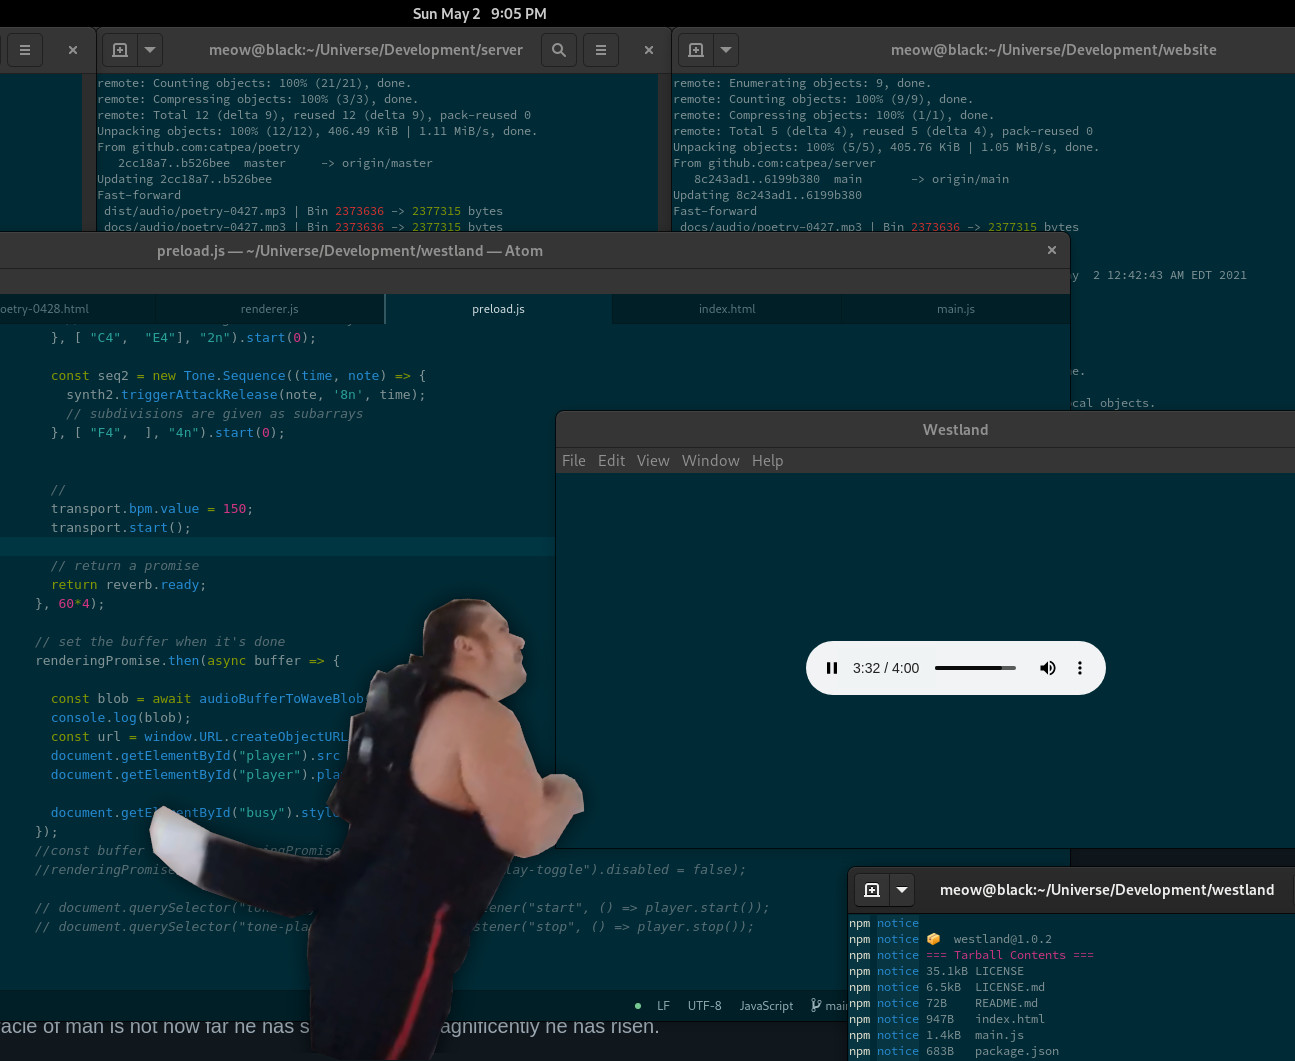 Sun May 2 9:05 PM
meow@black:~/Universe/Development/server
remote: Counting objects: 100% (21/21), done.
remote: Compressing objects: 100% (3/3), done.
remote: Total 12 (delta 9), reused 12 (delta 9), pack-reused 0
Unpacking objects: 100% (12/12), 406.49 KiB | 1.11 MiB/s, done.
From github.com:catpea/poetry
2cc18a7..b526bee master -> origin/master
Updating 2cc18a7..b526bee
Fast-forward
dist/audio/poetry-0427.mp3 | Bin 2373636 -> 2377315 bytes
docs/audio/poetry-0427.mp3 | Bin 2373636 -> 2377315 bytes
meow@black:~/Universe/Development/website
remote: Enumerating objects: 9, done.
remote: Counting objects: 100% (9/9), done.
remote: Compressing objects: 100% (1/1), done.
remote: Total 5 (delta 4), reused 5 (delta 4), pack-reused 0
Unpacking objects: 100% (5/5), 405.76 KiB | 1.05 MiB/s, done.
From github.com:catpea/server
8c243ad1..6199b380 main -> origin/main
Updating 8c243ad1..6199b380
Fast-forward
docs/audio/poetry-0427.mp3 | Bin 2373636 -> 2377315 bytes
y 2 12:42:43 AM EDT 2021
e.
cal objects.
preload.js — ~/Universe/Development/westland — Atom
oetry-0428.html
renderer.js
preload.js
index.html
main.js
}, [ "C4", "E4"], "2n").start(0);
const seq2 = new Tone.Sequence((time, note) => {
synth2.triggerAttackRelease(note, '8n', time);
// subdivisions are given as subarrays
}, [ "F4", ], "4n").start(0);
//
transport.bpm.value = 150;
transport.start();
// return a promise
return reverb.ready;
}, 60*4);
// set the buffer when it's done
renderingPromise.then(async buffer => {
const blob = await audioBufferToWaveBlob
console.log(blob);
const url = window.URL.createObjectURL
document.getElementById("player").src
document.getElementById("player").pla
document.getElementById("busy").styl
});
//const buffer ringPromise
//renderingPromise lay-toggle").disabled = false);
// document.querySelector("ton tener("start", () => player.start());
// document.querySelector("tone-pla stener("stop", () => player.stop());
LF UTF-8 JavaScript main
Westland
File Edit View Window Help
3:32 / 4:00
meow@black:~/Universe/Development/westland
npm notice
npm notice 📦 westland@1.0.2
npm notice === Tarball Contents ===
npm notice 35.1kB LICENSE
npm notice 6.5kB LICENSE.md
npm notice 72B README.md
npm notice 947B index.html
npm notice 1.4kB main.js
npm notice 683B package.json
acle of man is not how far he has s agnificently he has risen.